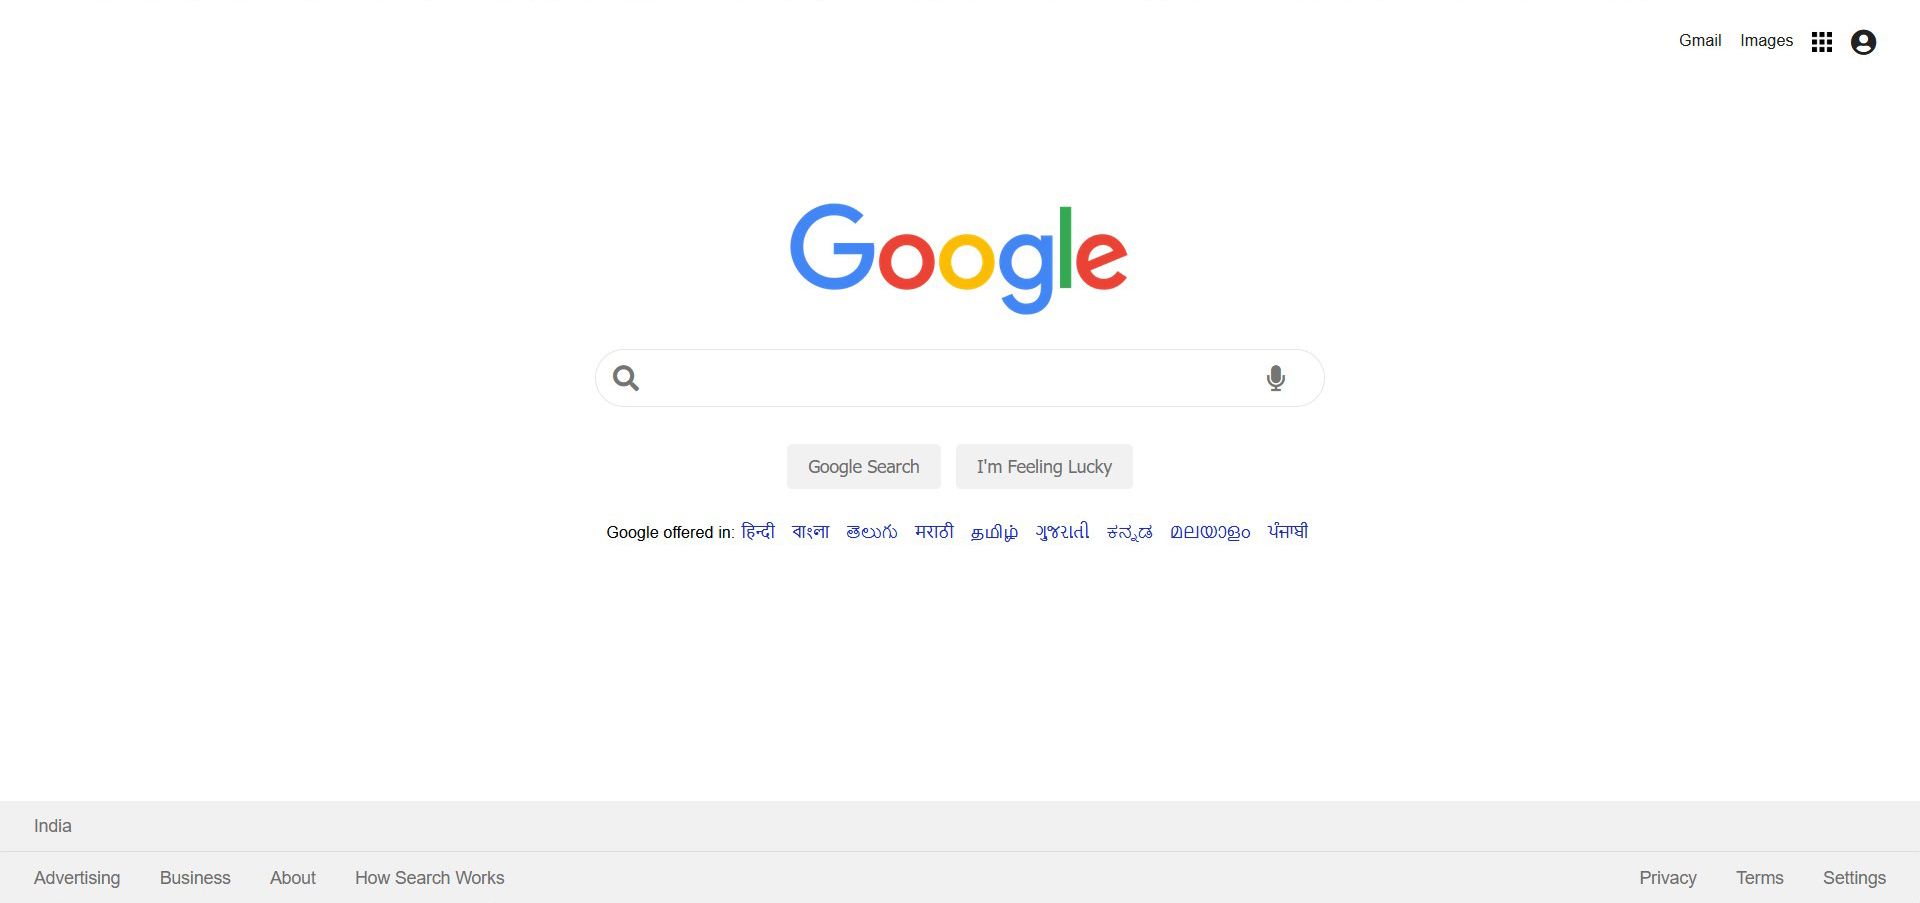 Gmail Images
Google
Google Search I'm Feeling Lucky
Google offered in: हिन्दी বাংলা తెలుగు मराठी தமிழ் ગુજરાતી ಕನ್ನಡ മലയാളം ਪੰਜਾਬੀ
India
Advertising Business About How Search Works Privacy Terms Settings